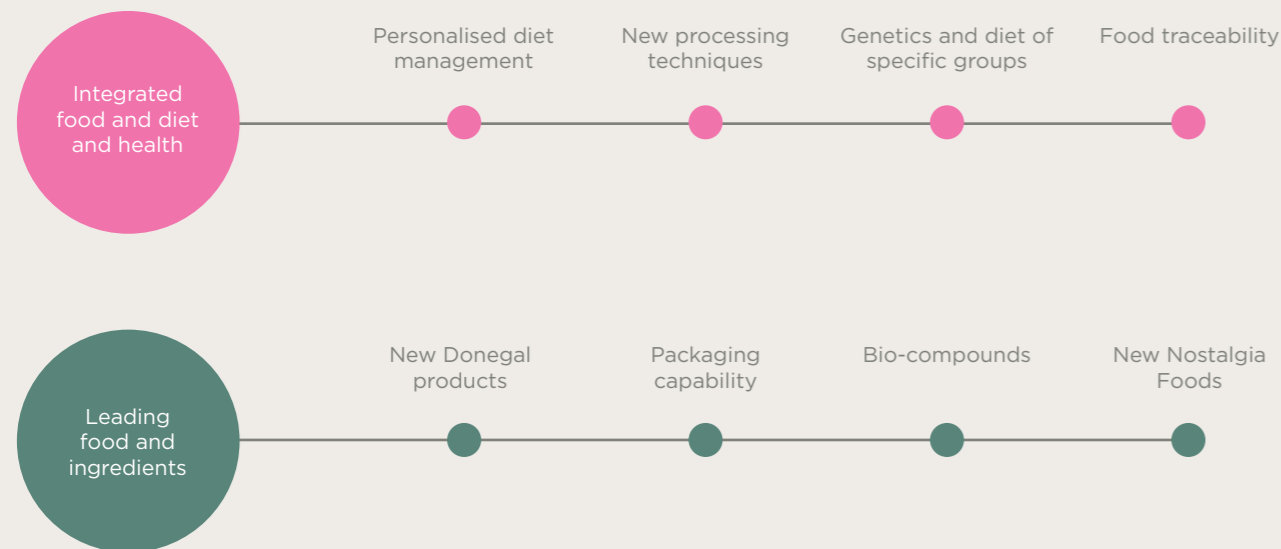 Integrated
food and diet
and health
Personalised diet
management
New processing
techniques
Genetics and diet of
specific groups
Food traceability
Leading
food and
ingredients
New Donegal
products
Packaging
capability
Bio-compounds
New Nostalgia
Foods